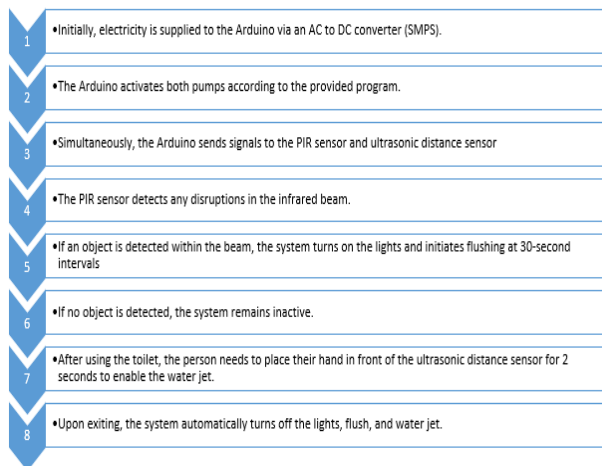 1
•Initially, electricity is supplied to the Arduino via an AC to DC converter (SMPS).
2
•The Arduino activates both pumps according to the provided program.
3
•Simultaneously, the Arduino sends signals to the PIR sensor and ultrasonic distance sensor
4
•The PIR sensor detects any disruptions in the infrared beam.
5
•If an object is detected within the beam, the system turns on the lights and initiates flushing at 30-second
intervals
6
•If no object is detected, the system remains inactive.
7
•After using the toilet, the person needs to place their hand in front of the ultrasonic distance sensor for 2
seconds to enable the water jet.
8
•Upon exiting, the system automatically turns off the lights, flush, and water jet.